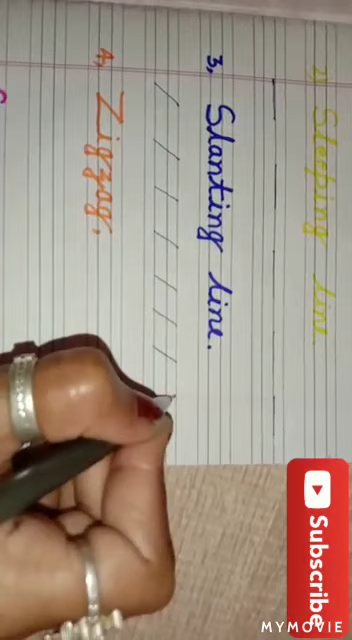 2) Sleeping line.
3, Slanting line.
4, Zigzag.
Subscribe
MYMOVIE